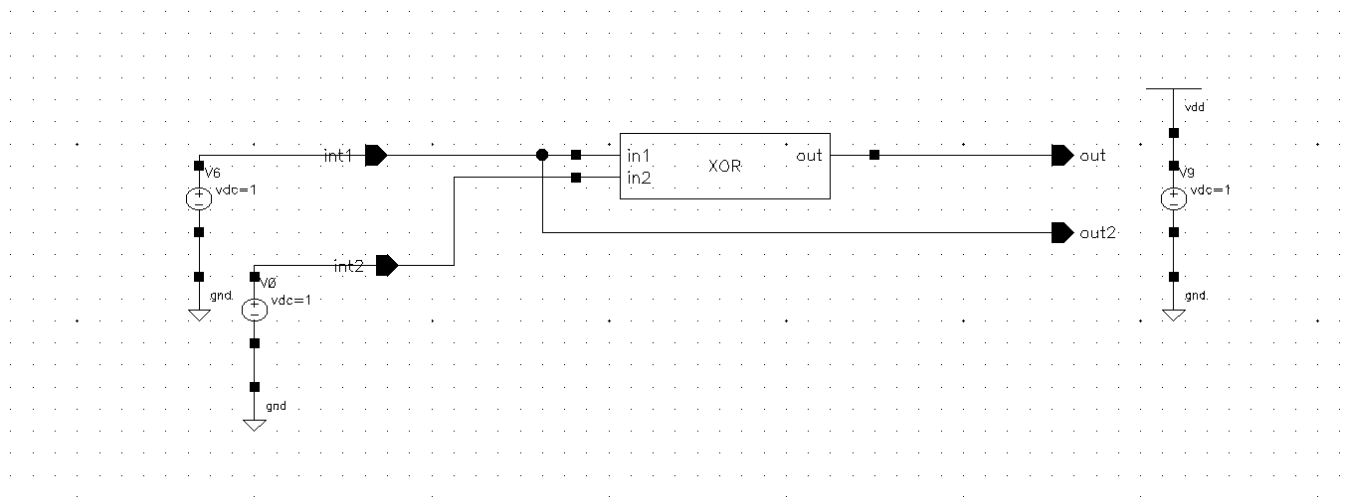 vdd
int1
in1
in2
XOR
out
out
V6
vdc=1
V9
vdc=1
out2
int2
V0
vdc=1
gnd
gnd
gnd